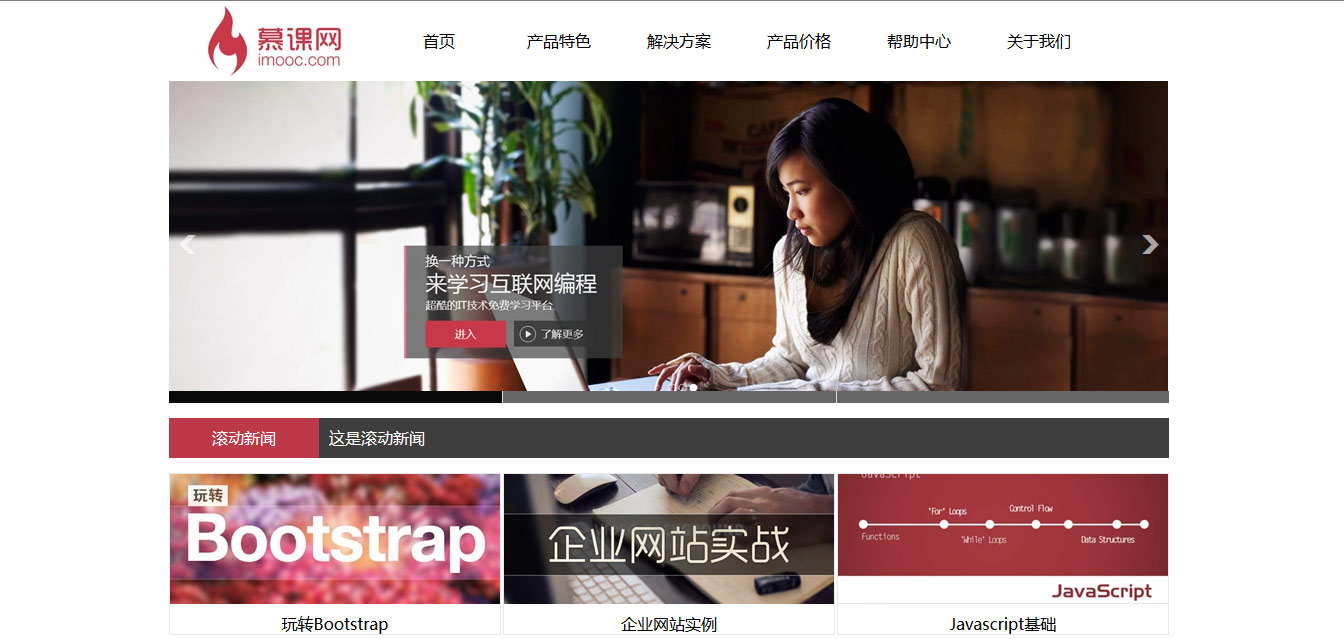 慕课网
imooc.com
首页 产品特色 解决方案 产品价格 帮助中心 关于我们
换一种方式
来学习互联网编程
超酷的IT技术免费学习平台
进入 了解更多
滚动新闻 这是滚动新闻
玩转
Bootstrap
企业网站实战
JavaScript
"For" Loops
Control Flow
Functions
"While" Loops
Data Structures
JavaScript
玩转Bootstrap 企业网站实例 Javascript基础